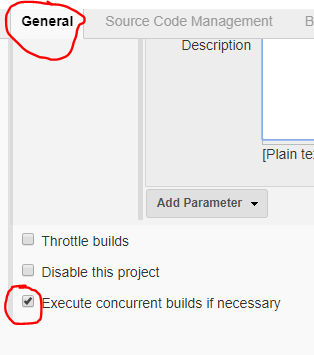 General Source Code Management B
Description
[Plain te
Add Parameter
Throttle builds
Disable this project
Execute concurrent builds if necessary